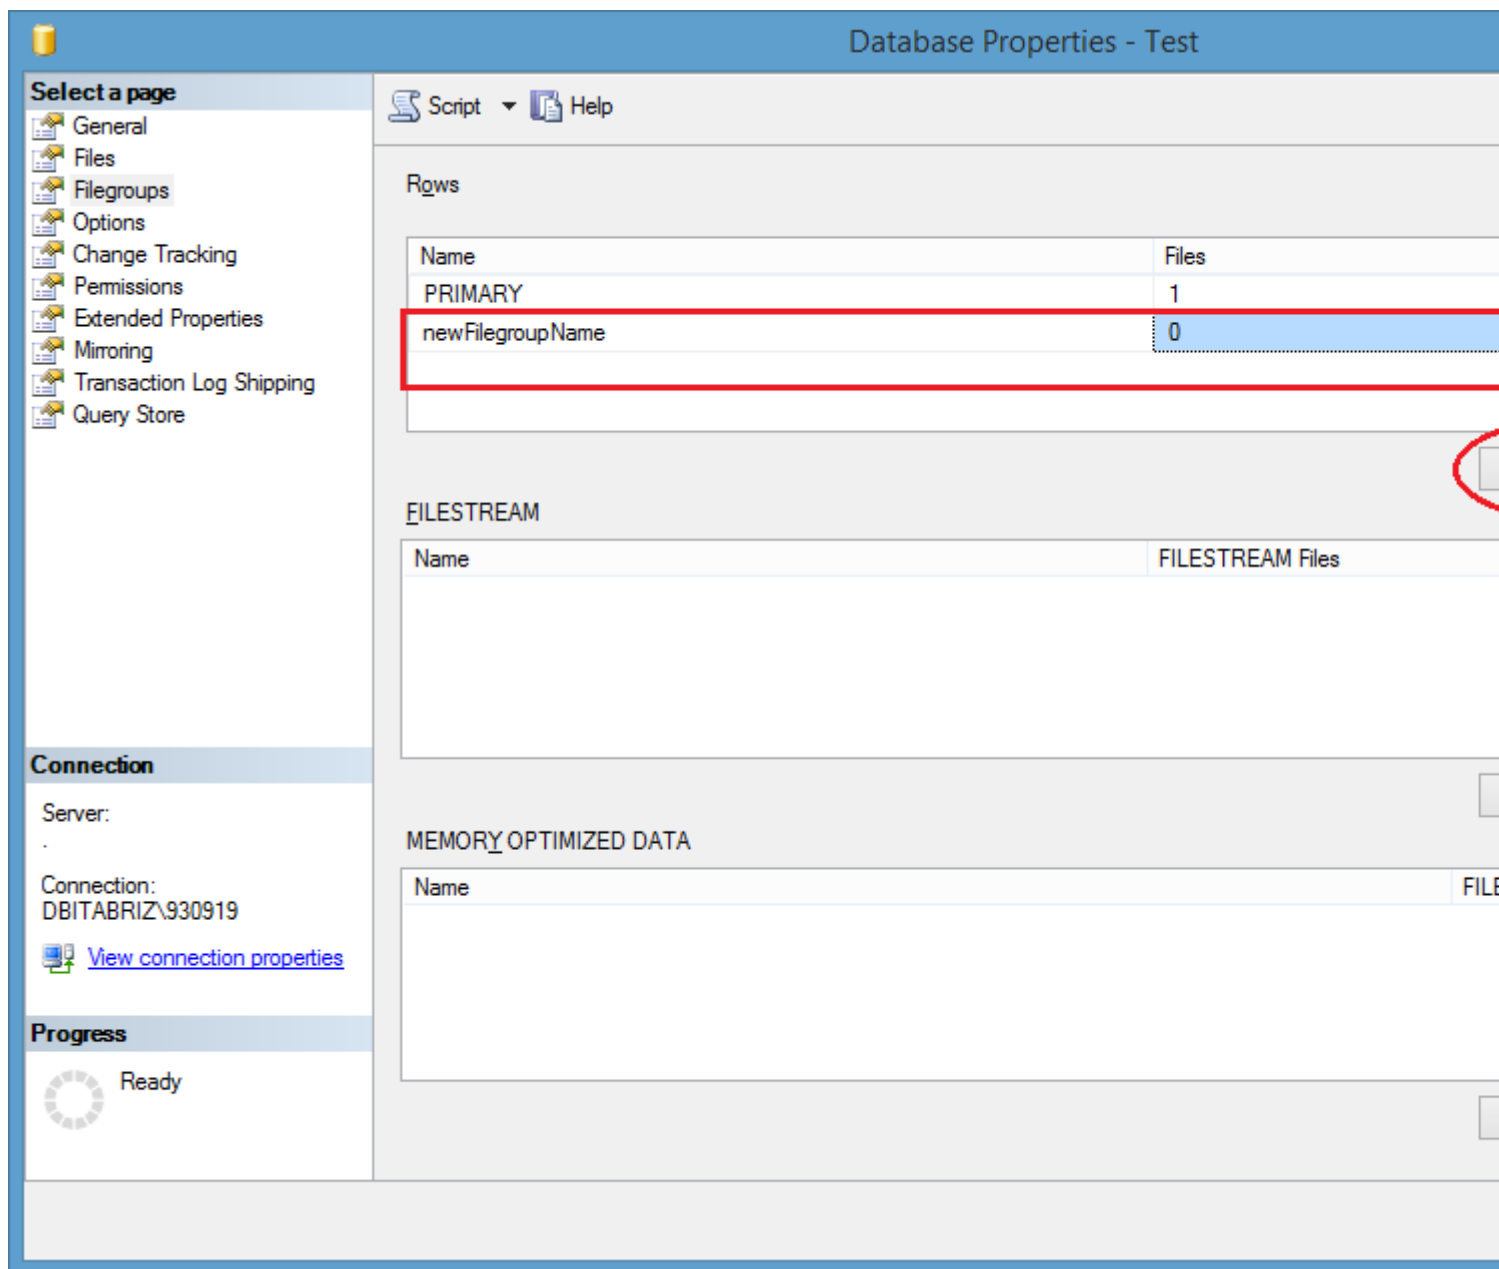 Database Properties - Test
Select a page
General
Files
Filegroups
Options
Change Tracking
Permissions
Extended Properties
Mirroring
Transaction Log Shipping
Query Store
Connection
Server:
.
Connection:
DBITABRIZ\930919
View connection properties
Progress
Ready
Script Help
Rows
Name Files
PRIMARY 1
newFilegroupName 0
FILESTREAM
Name FILESTREAM Files
MEMORY OPTIMIZED DATA
Name